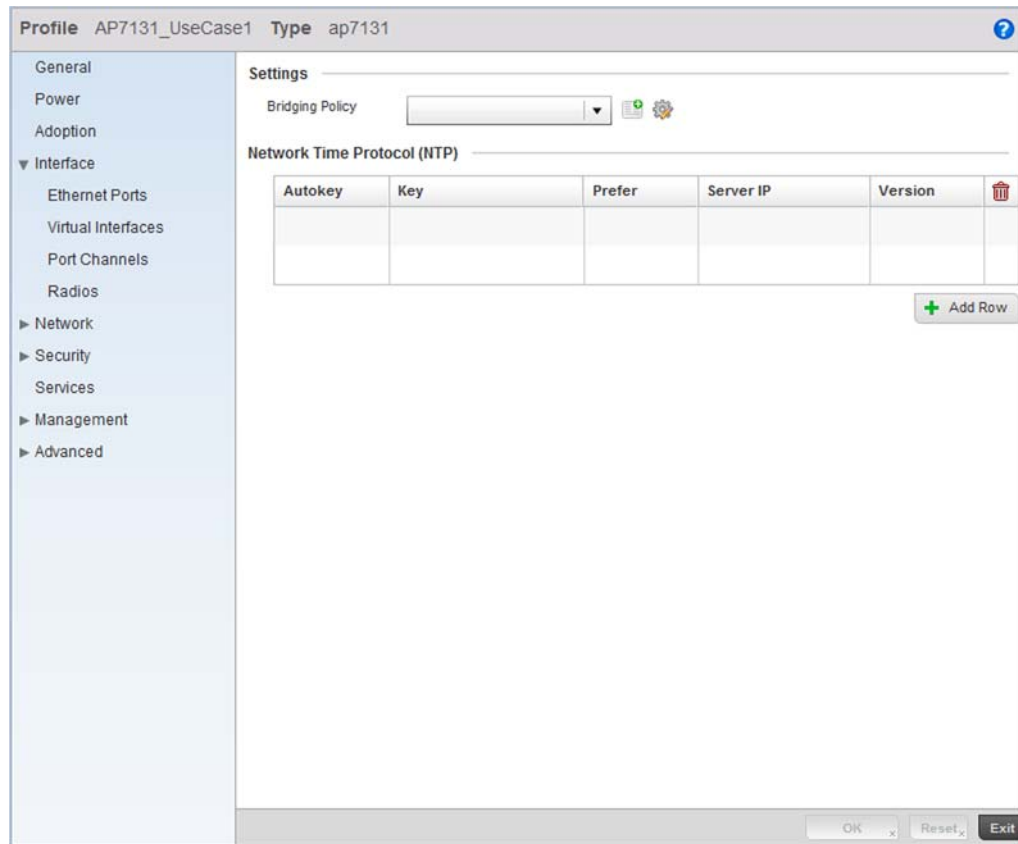 Profile AP7131_UseCase1 Type ap7131 ?
General
Power
Adoption
Interface
Ethernet Ports
Virtual Interfaces
Port Channels
Radios
Network
Security
Services
Management
Advanced
Settings
Bridging Policy
Network Time Protocol (NTP)
Autokey Key Prefer Server IP Version
Add Row
OK Reset Exit